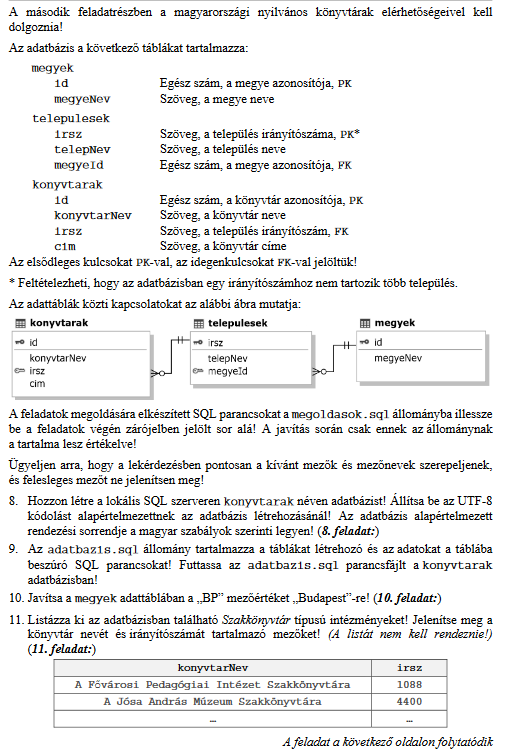 A második feladatrészben a magyarországi nyilvános könyvtárak elérhetőségeivel kell
dolgoznia!
Az adatbázis a következő táblákat tartalmazza:
megyek
id Egész szám, a megye azonosítója, PK
megyeNev Szöveg, a megye neve
telepulesek
irsz Szöveg, a település irányítószáma, PK*
telepNev Szöveg, a település neve
megyeId Egész szám, a megye azonosítója, FK
konyvtarak
id Egész szám, a könyvtár azonosítója, PK
konyvtarNev Szöveg, a könyvtár neve
irsz Szöveg, a település irányítószám, FK
cim Szöveg, a könyvtár címe
Az elsődleges kulcsokat PK-val, az idegenkulcsokat FK-val jelöltük!
* Feltételezheti, hogy az adatbázisban egy irányítószámhoz nem tartozik több település.
Az adattáblák közti kapcsolatokat az alábbi ábra mutatja:
konyvtarak telepulesek megyek
id irsz id
konyvtarNev telepNev megyeNev
irsz megyeId
cim
A feladatok megoldására elkészített SQL parancsokat a megoldasok.sql állományba illessze
be a feladatok végén zárójelben jelölt sor alá! A javítás során csak ennek az állománynak
a tartalma lesz értékelve!
Ügyeljen arra, hogy a lekérdezésben pontosan a kívánt mezők és mezőnevek szerepeljenek,
és felesleges mezőt ne jelenítsen meg!
8. Hozzon létre a lokális SQL szerveren konyvtarak néven adatbázist! Állítsa be az UTF-8
kódolást alapértelmezettnek az adatbázis létrehozásánál! Az adatbázis alapértelmezett
rendezési sorrendje a magyar szabályok szerinti legyen! (8. feladat:)
9. Az adatbazis.sql állomány tartalmazza a táblákat létrehozó és az adatokat a táblába
beszúró SQL parancsokat! Futtassa az adatbazis.sql parancsfájlt a konyvtarak
adatbázisban!
10. Javítsa a megyek adattáblában a „BP” mezőértéket „Budapest”-re! (10. feladat:)
11. Listázza ki az adatbázisban található Szakkönyvtár típusú intézményeket! Jelenítse meg a
könyvtár nevét és irányítószámát tartalmazó mezőket! (A listát nem kell rendeznie!)
(11. feladat:)
konyvtarNev irsz
A Fővárosi Pedagógiai Intézet Szakkönyvtára 1088
A Jósa András Múzeum Szakkönyvtára 4400
… …
A feladat a következő oldalon folytatódik